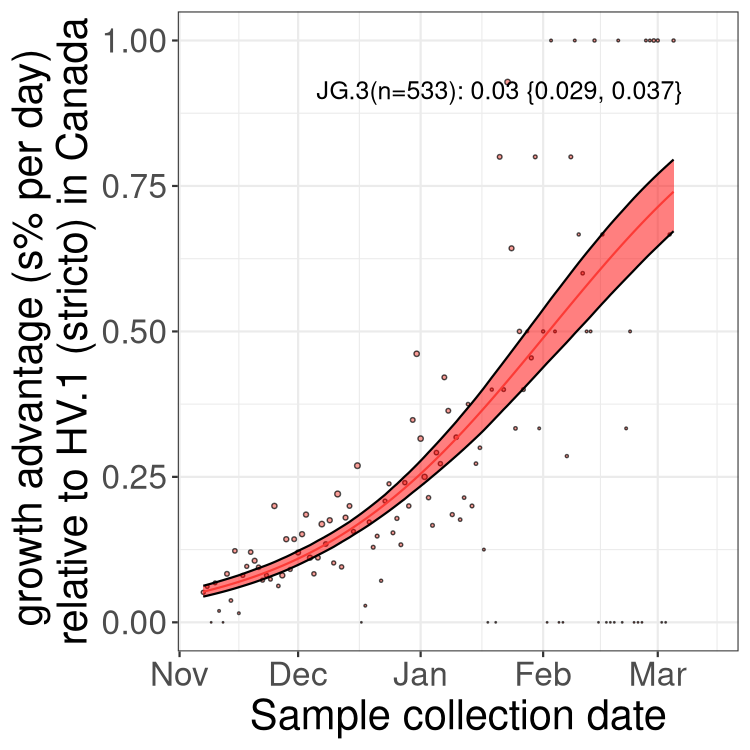 growth advantage (s% per day)
relative to HV.1 (stricto) in Canada
1.00
0.75
0.50
0.25
0.00
JG.3(n=533): 0.03 {0.029, 0.037}
Nov Dec Jan Feb Mar
Sample collection date